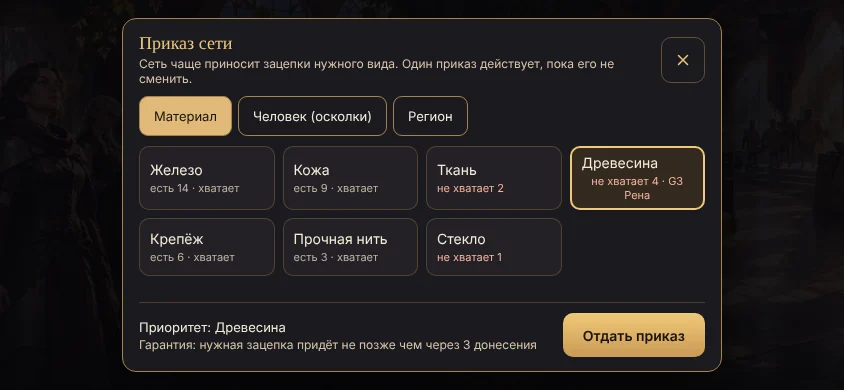 Приказ сети
Сеть чаще приносит зацепки нужного вида. Один приказ действует, пока его не
сменить.
Материал
Человек (осколки)
Регион
Железо
есть 14 · хватает
Кожа
есть 9 · хватает
Ткань
не хватает 2
Древесина
не хватает 4 · G3
Рена
Крепёж
есть 6 · хватает
Прочная нить
есть 3 · хватает
Стекло
не хватает 1
Приоритет: Древесина
Гарантия: нужная зацепка придёт не позже чем через 3 донесения
Отдать приказ